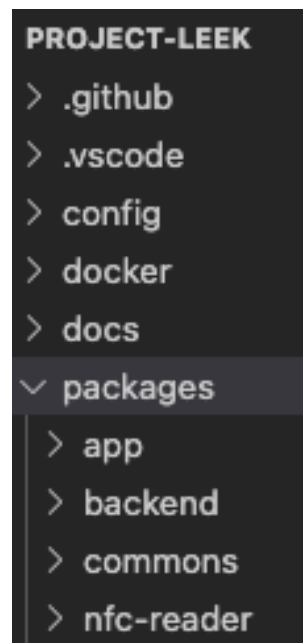 PROJECT-LEEK
.github
.vscode
config
docker
docs
packages
app
backend
commons
nfc-reader